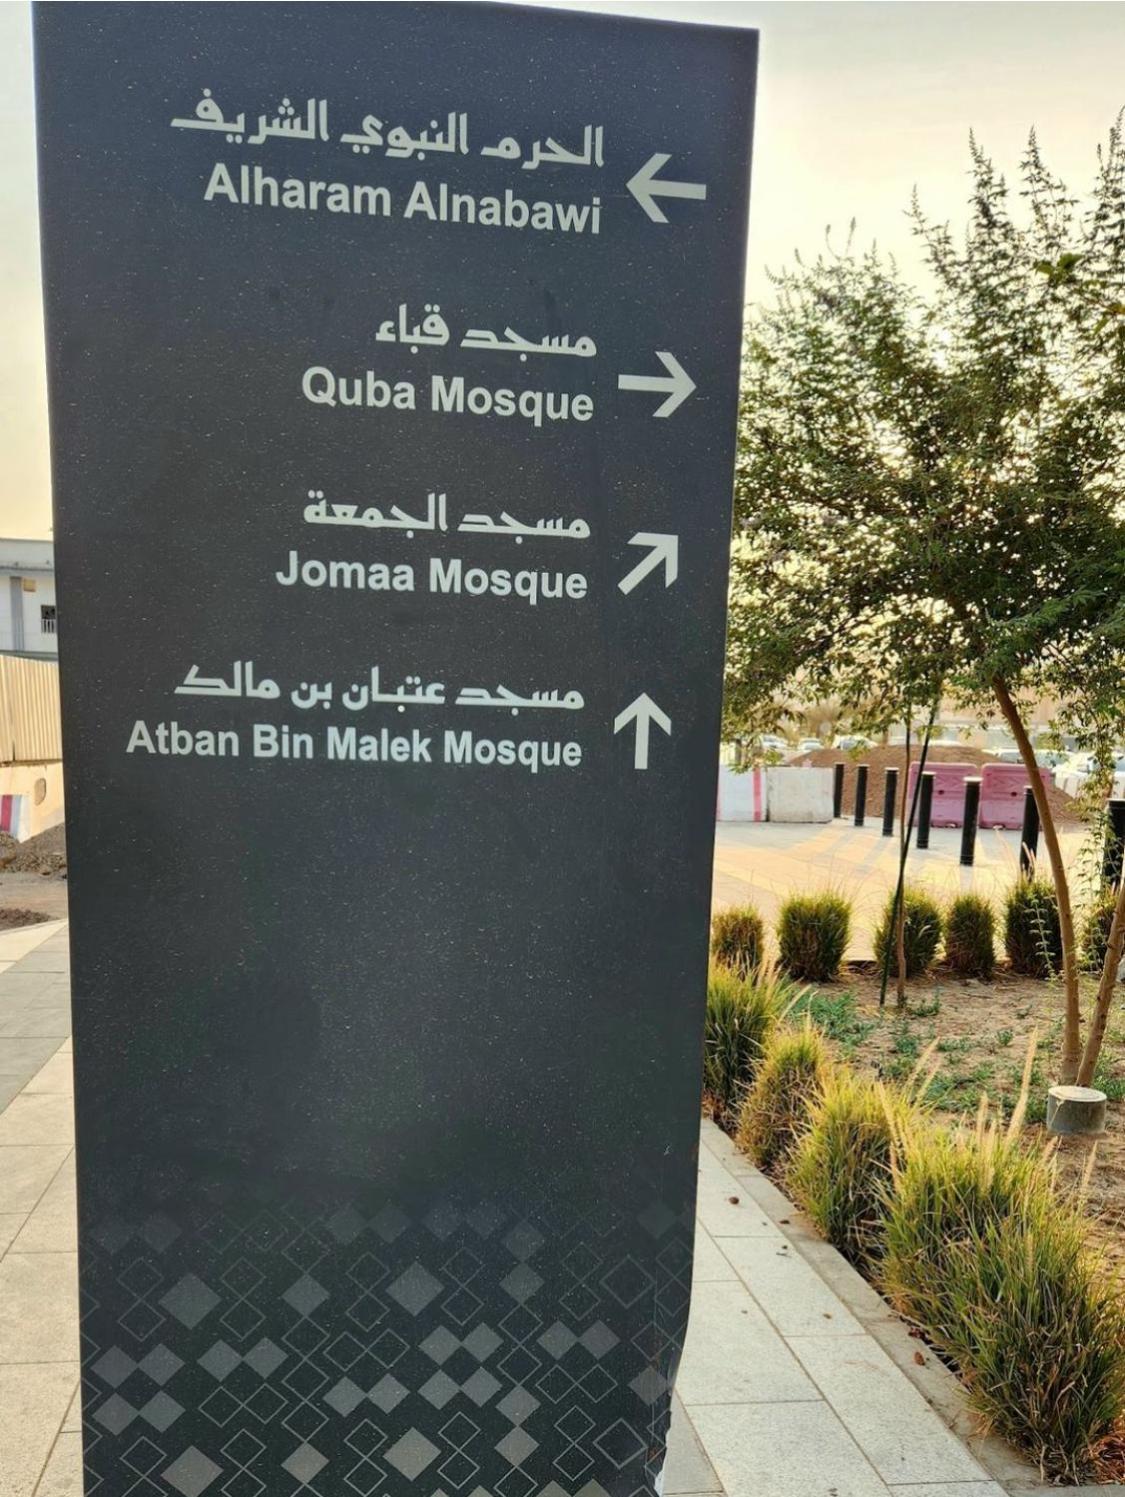 الحرم النبوي الشريف
Alharam Alnabawi
مسجد قباء
Quba Mosque
مسجد الجمعة
Jomaa Mosque
مسجد عتبان بن مالك
Atban Bin Malek Mosque